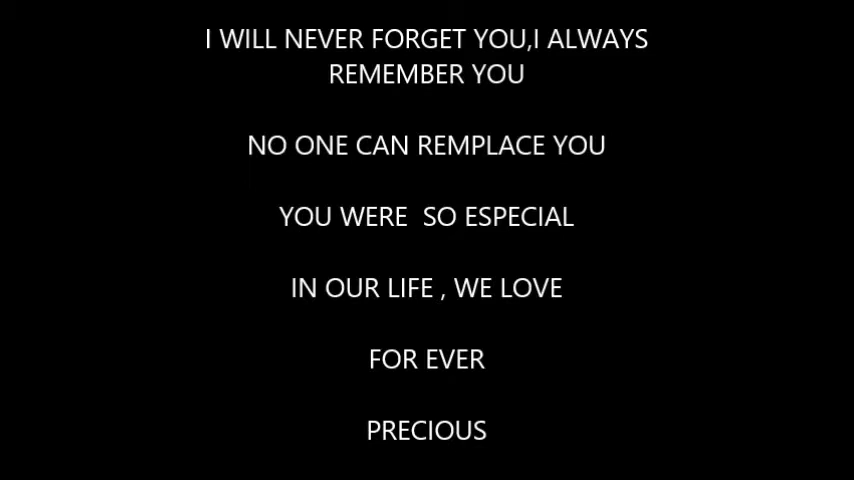 I WILL NEVER FORGET YOU,I ALWAYS
REMEMBER YOU
NO ONE CAN REMPLACE YOU
YOU WERE  SO ESPECIAL
IN OUR LIFE , WE LOVE
FOR EVER
PRECIOUS